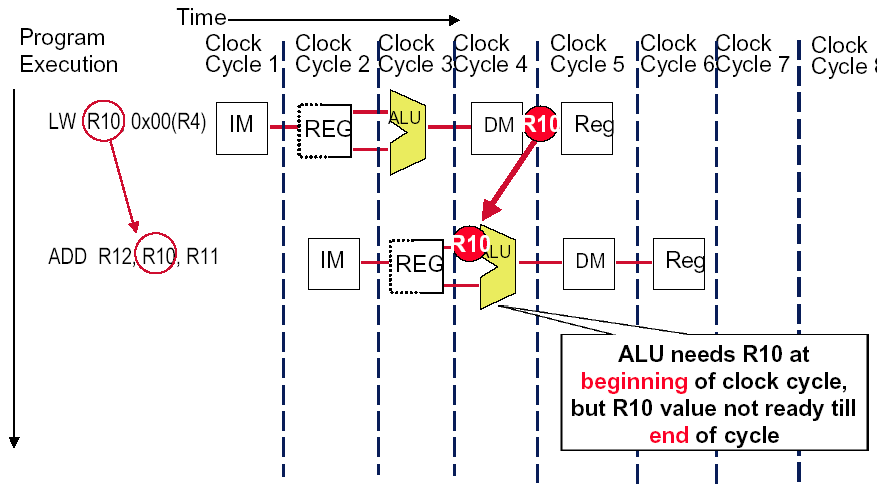 Time
Program
Execution
Clock
Cycle 1
Clock
Cycle 2
Clock
Cycle 3
Clock
Cycle 4
Clock
Cycle 5
Clock
Cycle 6
Clock
Cycle 7
Clock
Cycle 8
LW R10, 0x00(R4)
IM
REG
ALU
DM
R10
Reg
ADD R12, R10, R11
IM
REG
R10
ALU
DM
Reg
ALU needs R10 at
beginning of clock cycle,
but R10 value not ready till
end of cycle